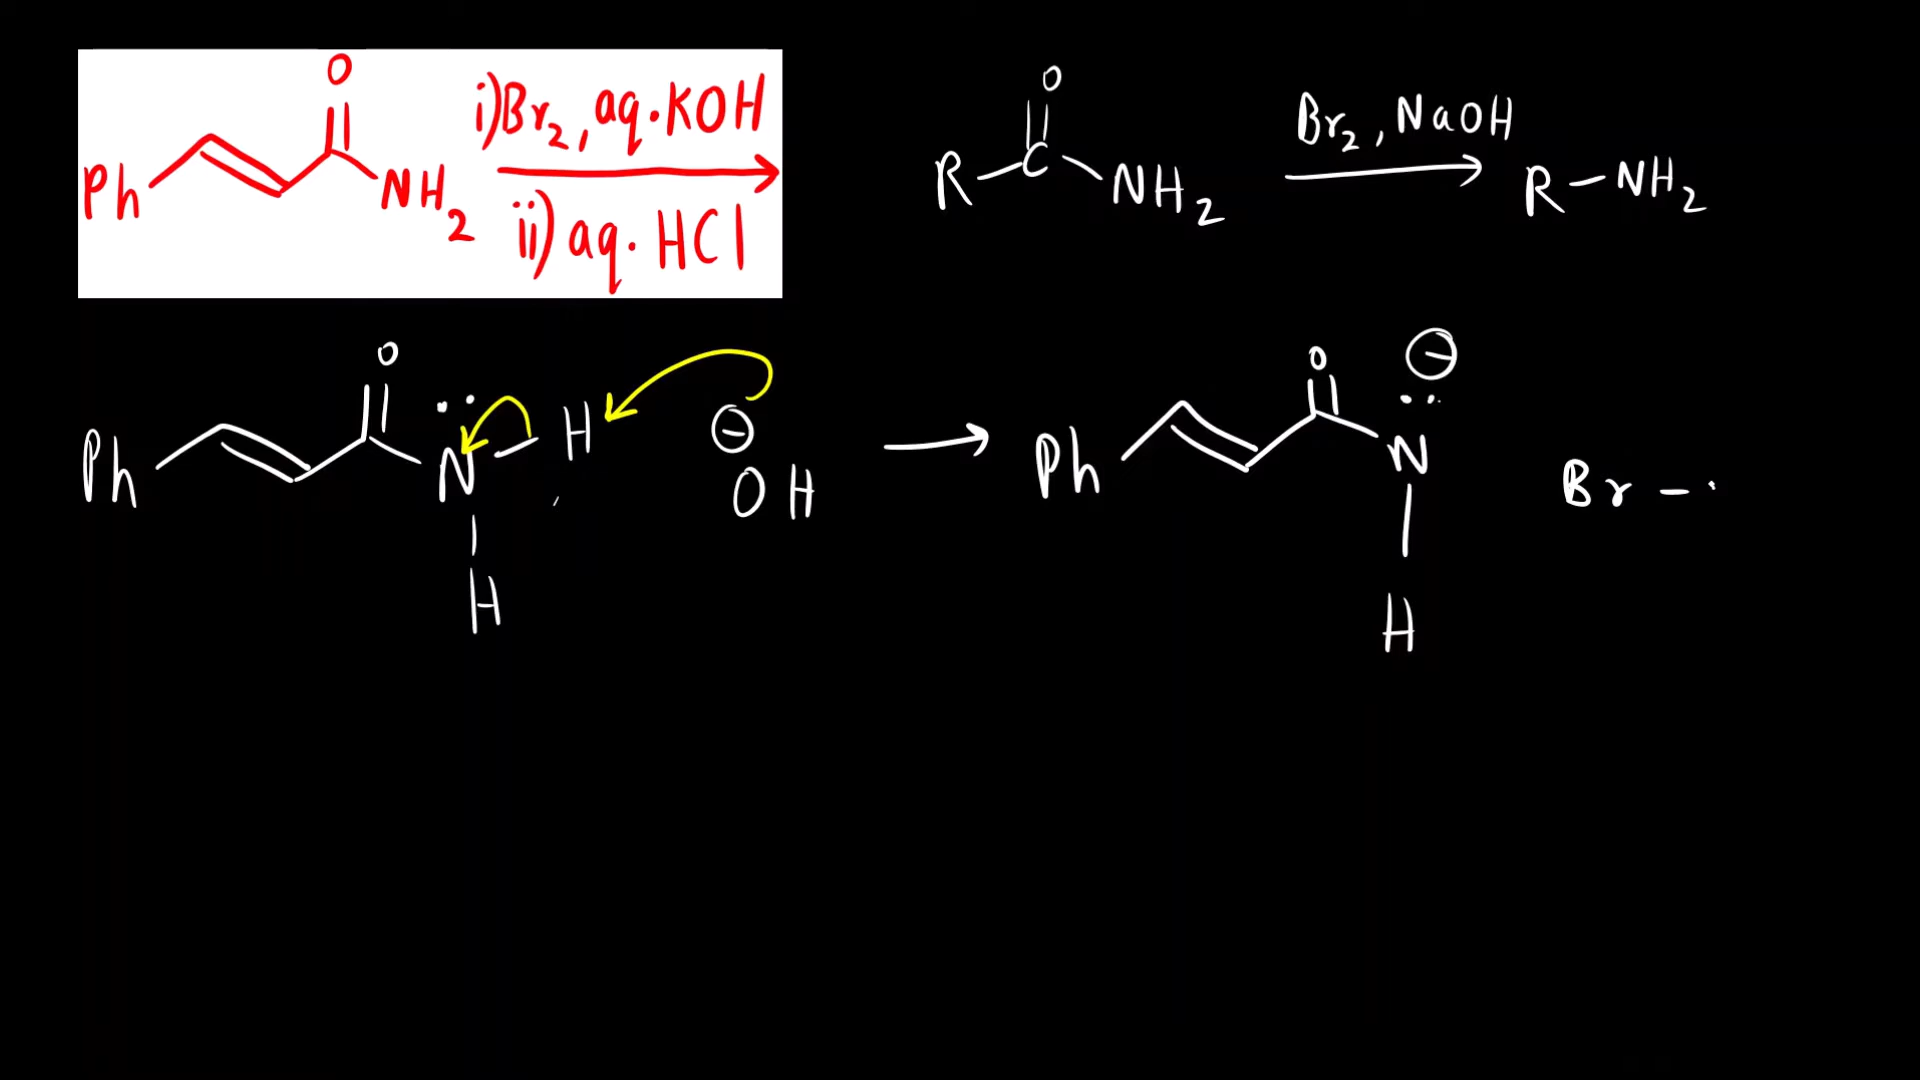 O
Ph NH2 i)Br2, aq.KOH
ii) aq. HCl
O
R C NH2 Br2, NaOH R-NH2
O
Ph N H ⊖
OH
H
O ⊖
Ph N Br -
H